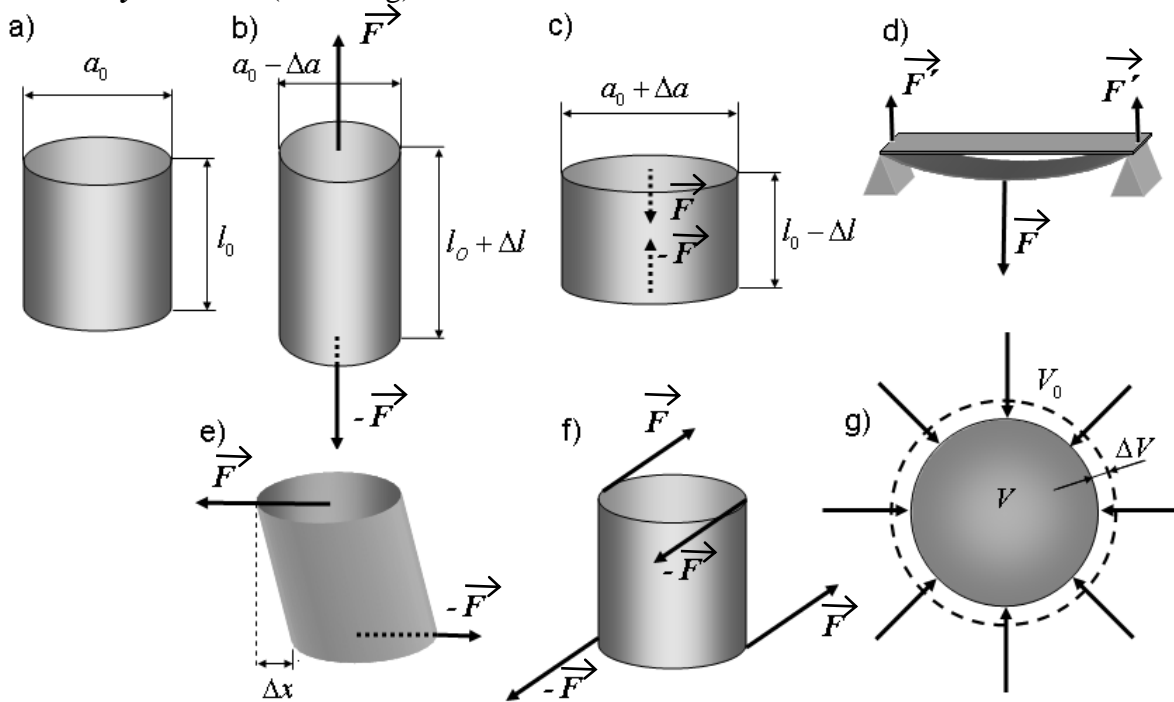 a)
a₀
l₀
b)
F⃗
a₀ − Δa
l₀ + Δl
- F⃗
c)
a₀ + Δa
F⃗
- F⃗
l₀ − Δl
d)
F⃗′
F⃗′
F⃗
e)
F⃗
- F⃗
Δx
f)
F⃗
- F⃗
F⃗
- F⃗
g)
V₀
ΔV
V